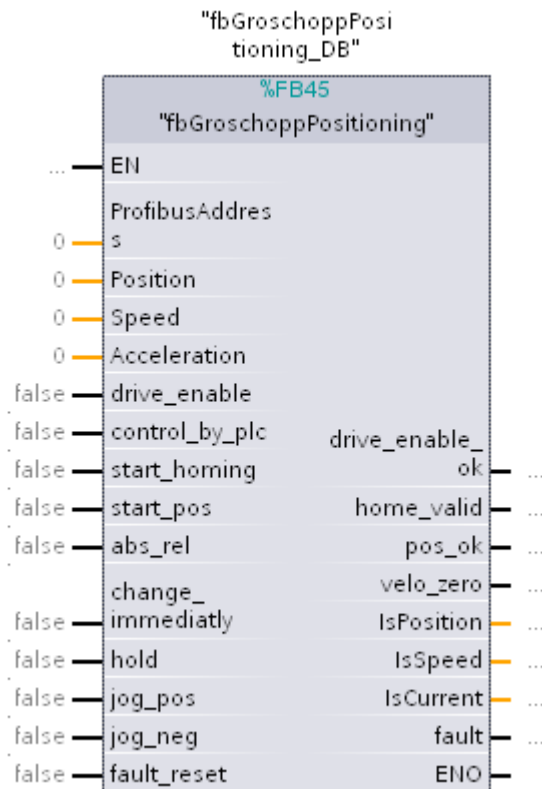 "fbGroschoppPosi
tioning_DB"
%FB45
"fbGroschoppPositioning"
... EN
ProfibusAddres
0 s
0 Position
0 Speed
0 Acceleration
false drive_enable
false control_by_plc
drive_enable_
false start_homing ok ...
false start_pos home_valid ...
false abs_rel pos_ok ...
change_
velo_zero ...
false immediatly IsPosition ...
false hold IsSpeed ...
false jog_pos IsCurrent ...
false jog_neg fault ...
false fault_reset ENO